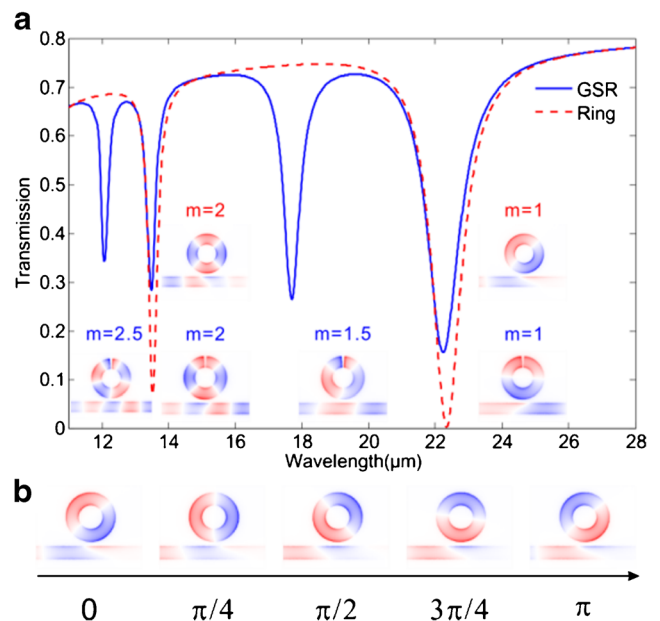 a
0.8
0.7
0.6
0.5
0.4
0.3
0.2
0.1
0
Transmission
GSR
Ring
m=2
m=1
m=2.5
m=2
m=1.5
m=1
12 14 16 18 20 22 24 26 28
Wavelength(μm)
b
0 π/4 π/2 3π/4 π